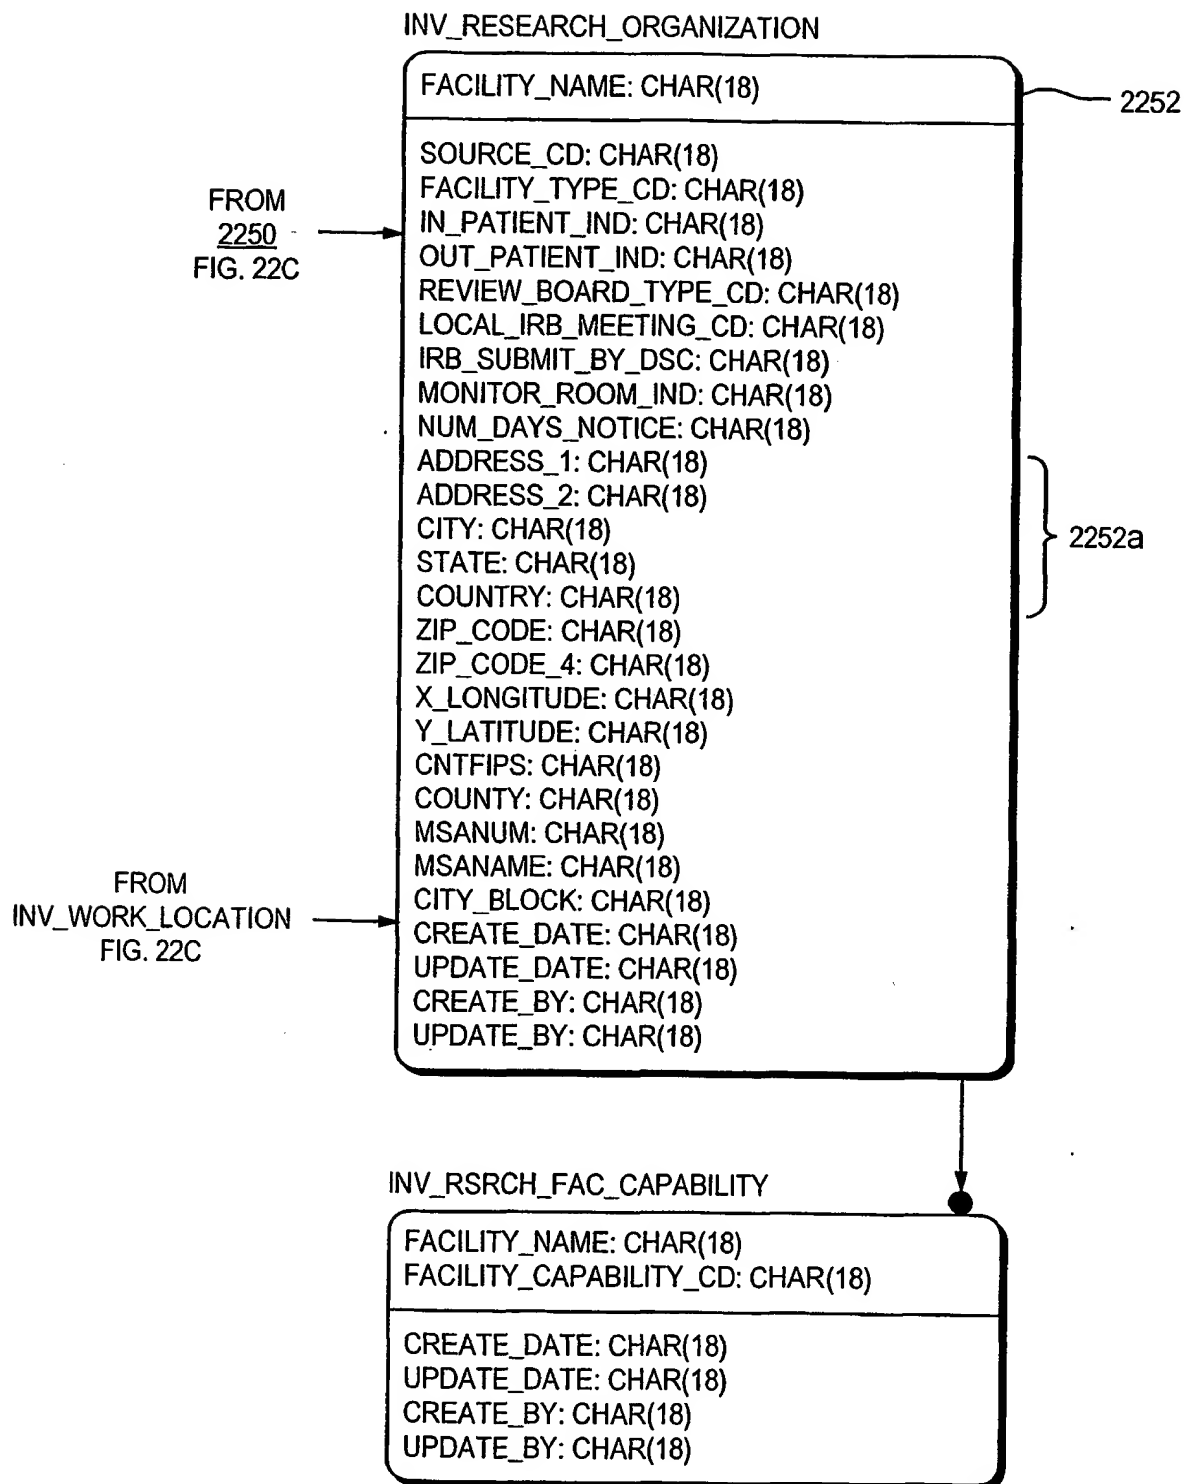 INV_RESEARCH_ORGANIZATION
FACILITY_NAME: CHAR(18)
2252
SOURCE_CD: CHAR(18)
FACILITY_TYPE_CD: CHAR(18)
IN_PATIENT_IND: CHAR(18)
OUT_PATIENT_IND: CHAR(18)
REVIEW_BOARD_TYPE_CD: CHAR(18)
LOCAL_IRB_MEETING_CD: CHAR(18)
IRB_SUBMIT_BY_DSC: CHAR(18)
MONITOR_ROOM_IND: CHAR(18)
NUM_DAYS_NOTICE: CHAR(18)
ADDRESS_1: CHAR(18)
ADDRESS_2: CHAR(18)
CITY: CHAR(18)
STATE: CHAR(18)
COUNTRY: CHAR(18)
ZIP_CODE: CHAR(18)
ZIP_CODE_4: CHAR(18)
X_LONGITUDE: CHAR(18)
Y_LATITUDE: CHAR(18)
CNTFIPS: CHAR(18)
COUNTY: CHAR(18)
MSANUM: CHAR(18)
MSANAME: CHAR(18)
CITY_BLOCK: CHAR(18)
CREATE_DATE: CHAR(18)
UPDATE_DATE: CHAR(18)
CREATE_BY: CHAR(18)
UPDATE_BY: CHAR(18)
FROM
2250
FIG. 22C
2252a
FROM
INV_WORK_LOCATION
FIG. 22C
INV_RSRCH_FAC_CAPABILITY
FACILITY_NAME: CHAR(18)
FACILITY_CAPABILITY_CD: CHAR(18)
CREATE_DATE: CHAR(18)
UPDATE_DATE: CHAR(18)
CREATE_BY: CHAR(18)
UPDATE_BY: CHAR(18)